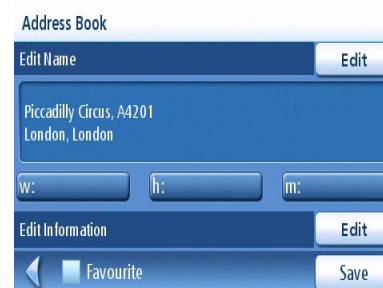 Address Book
Edit Name Edit
Piccadilly Circus, A4201
London, London
w: h: m:
Edit Information Edit
Favourite Save